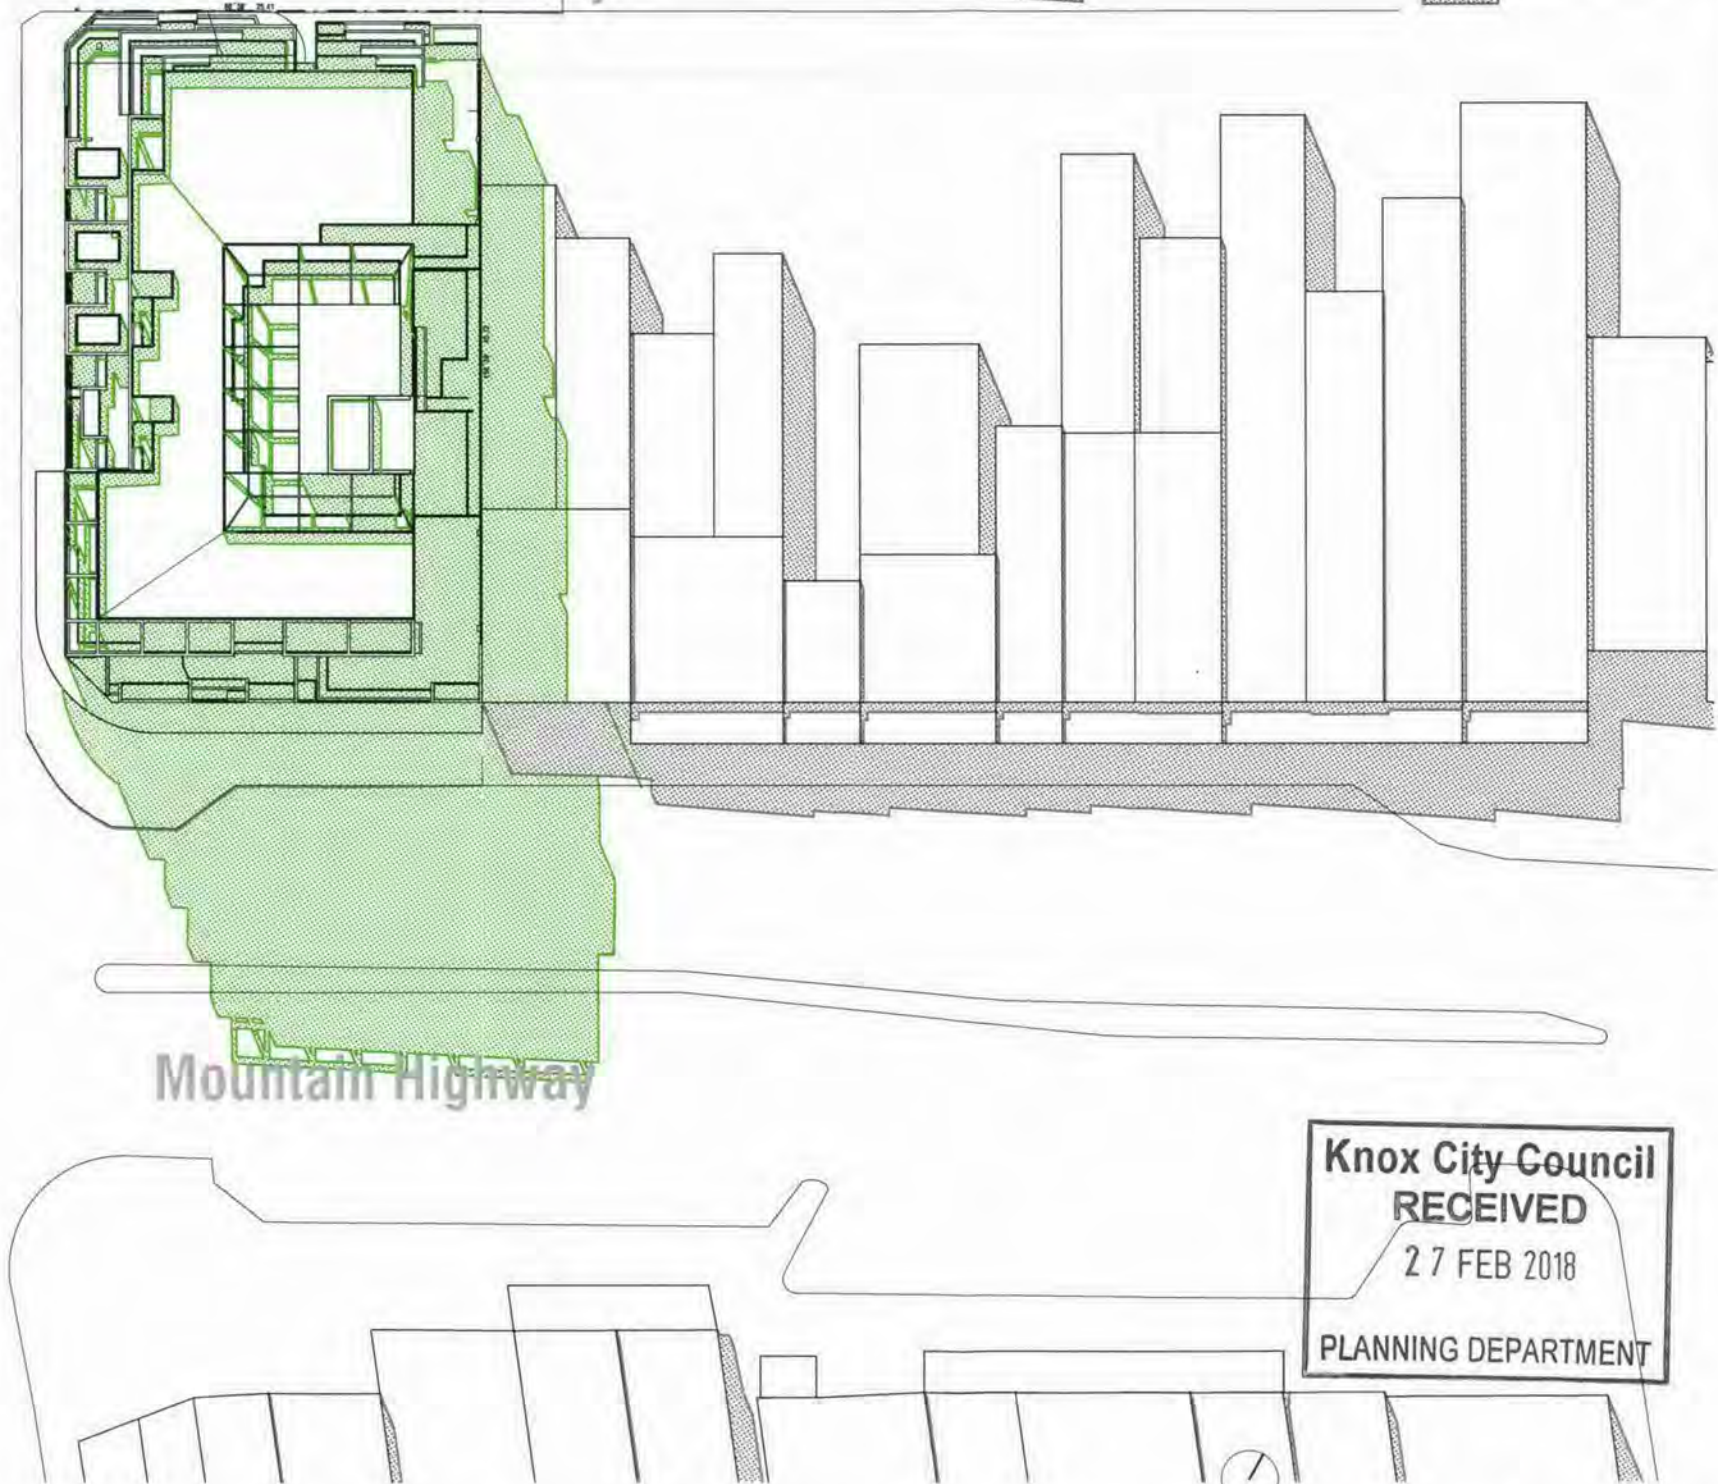 Mountain Highway
Knox City Council
RECEIVED
27 FEB 2018
PLANNING DEPARTMENT